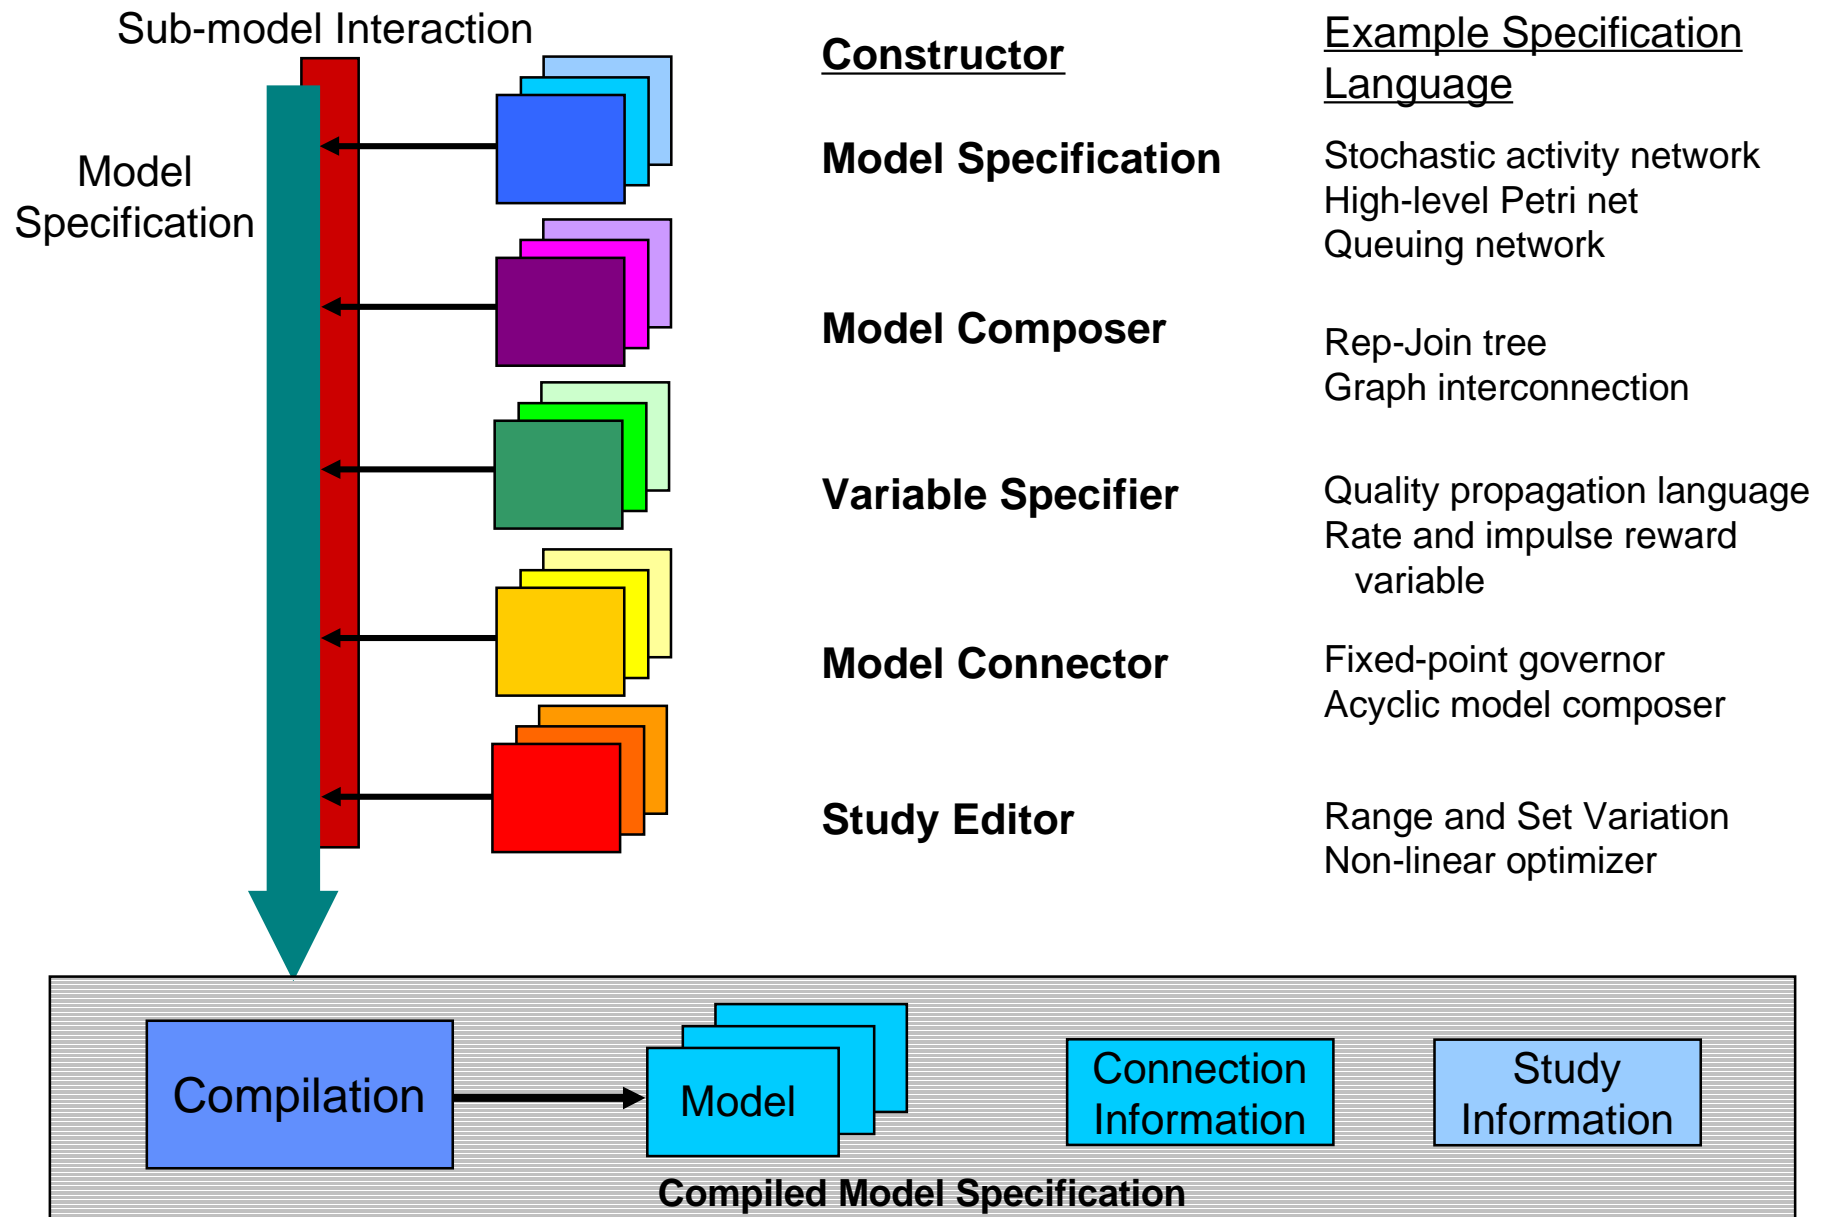 Sub-model Interaction
Model
Specification
Constructor
Example Specification
Language
Model Specification
Stochastic activity network
High-level Petri net
Queuing network
Model Composer
Rep-Join tree
Graph interconnection
Variable Specifier
Quality propagation language
Rate and impulse reward
variable
Model Connector
Fixed-point governor
Acyclic model composer
Study Editor
Range and Set Variation
Non-linear optimizer
Compilation
Model
Connection
Information
Study
Information
Compiled Model Specification